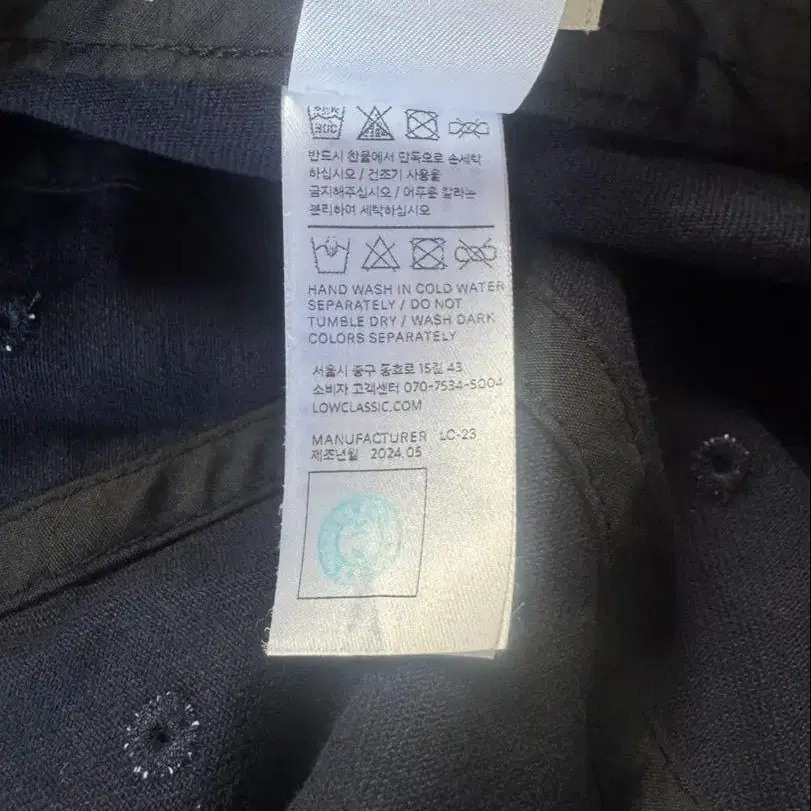 30C
반드시 찬물에서 단독으로 손세탁
하십시오 / 건조기 사용을
금지해주십시오 / 어두운 칼라는
분리하여 세탁하십시오
HAND WASH IN COLD WATER
SEPARATELY / DO NOT
TUMBLE DRY / WASH DARK
COLORS SEPARATELY
서울시 중구 동호로 15길 43
소비자 고객센터 070-7534-5004
LOWCLASSIC.COM
MANUFACTURER LC-23
제조년월 2024.05